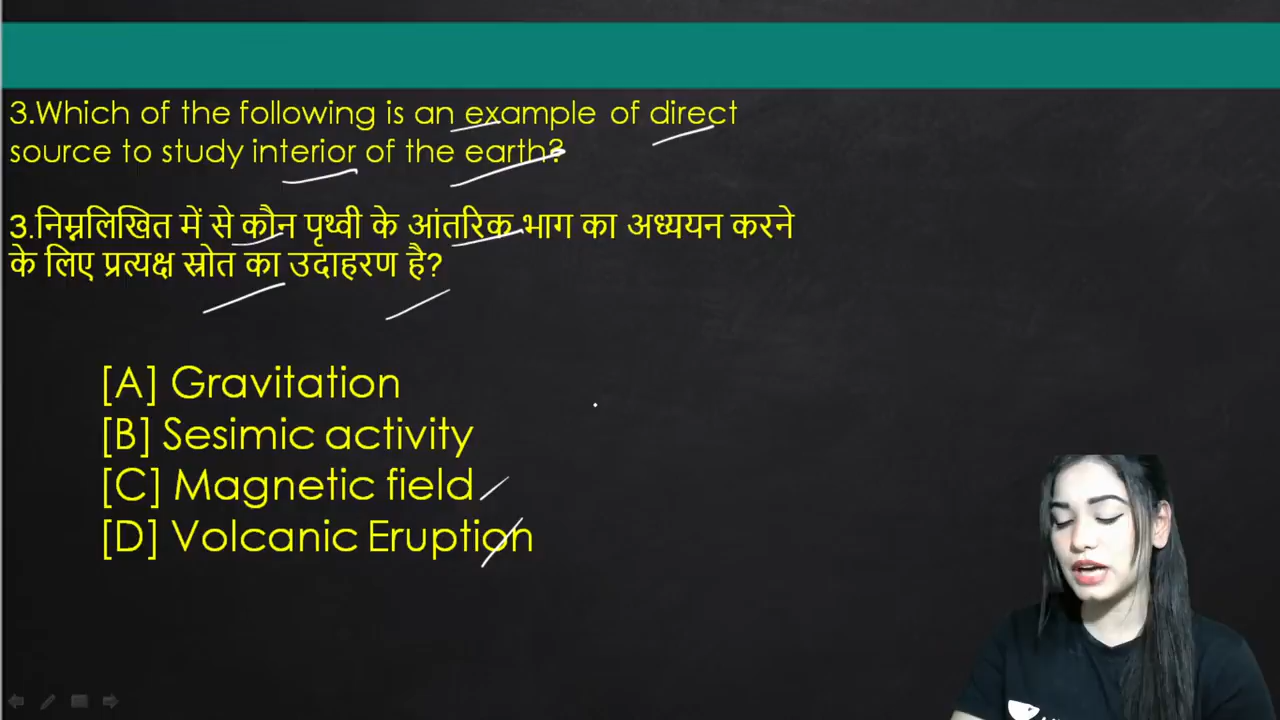 3.Which of the following is an example of direct
source to study interior of the earth?
3.निम्नलिखित में से कौन पृथ्वी के आंतरिक भाग का अध्ययन करने
के लिए प्रत्यक्ष स्रोत का उदाहरण है?
[A] Gravitation
[B] Sesimic activity
[C] Magnetic field
[D] Volcanic Eruption